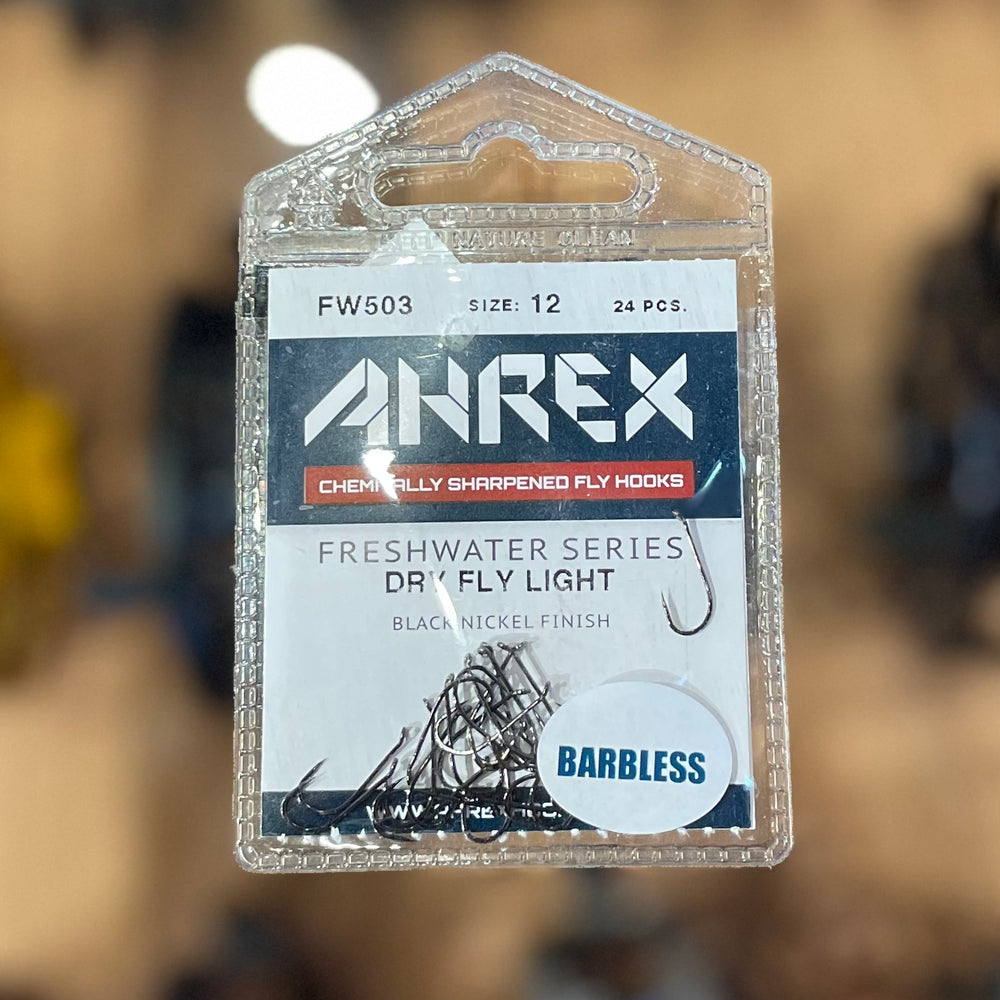 KEEP NATURE CLEAN
FW503 SIZE: 12 24 PCS.
AHREX
CHEMICALLY SHARPENED FLY HOOKS
FRESHWATER SERIES
DRY FLY LIGHT
BLACK NICKEL FINISH
BARBLESS